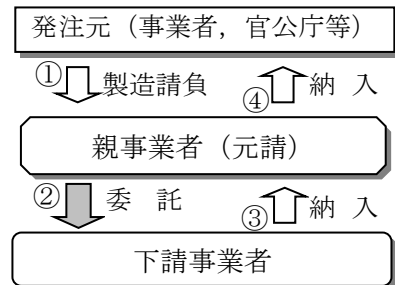 発注元（事業者，官公庁等）
①製造請負 ④納 入
親事業者（元請）
②委 託 ③納 入
下請事業者